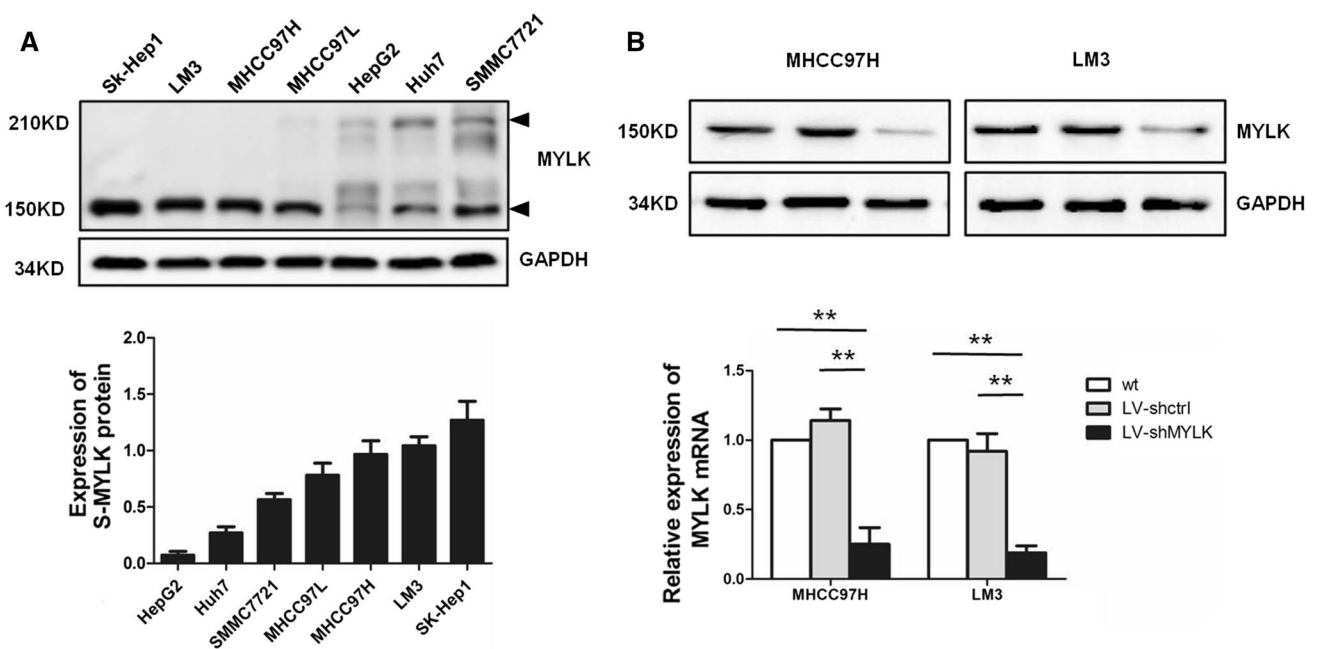 A
Sk-Hep1
LM3
MHCC97H
MHCC97L
HepG2
Huh7
SMMC7721
210KD
MYLK
150KD
34KD
GAPDH
Expression of
S-MYLK protein
2.0
1.5
1.0
0.5
0.0
HepG2
Huh7
SMMC7721
MHCC97L
MHCC97H
LM3
SK-Hep1
B
MHCC97H
LM3
150KD
MYLK
34KD
GAPDH
Relative expression of
MYLK mRNA
1.5
1.0
0.5
0.0
**
**
**
**
MHCC97H
LM3
wt
LV-shctrl
LV-shMYLK